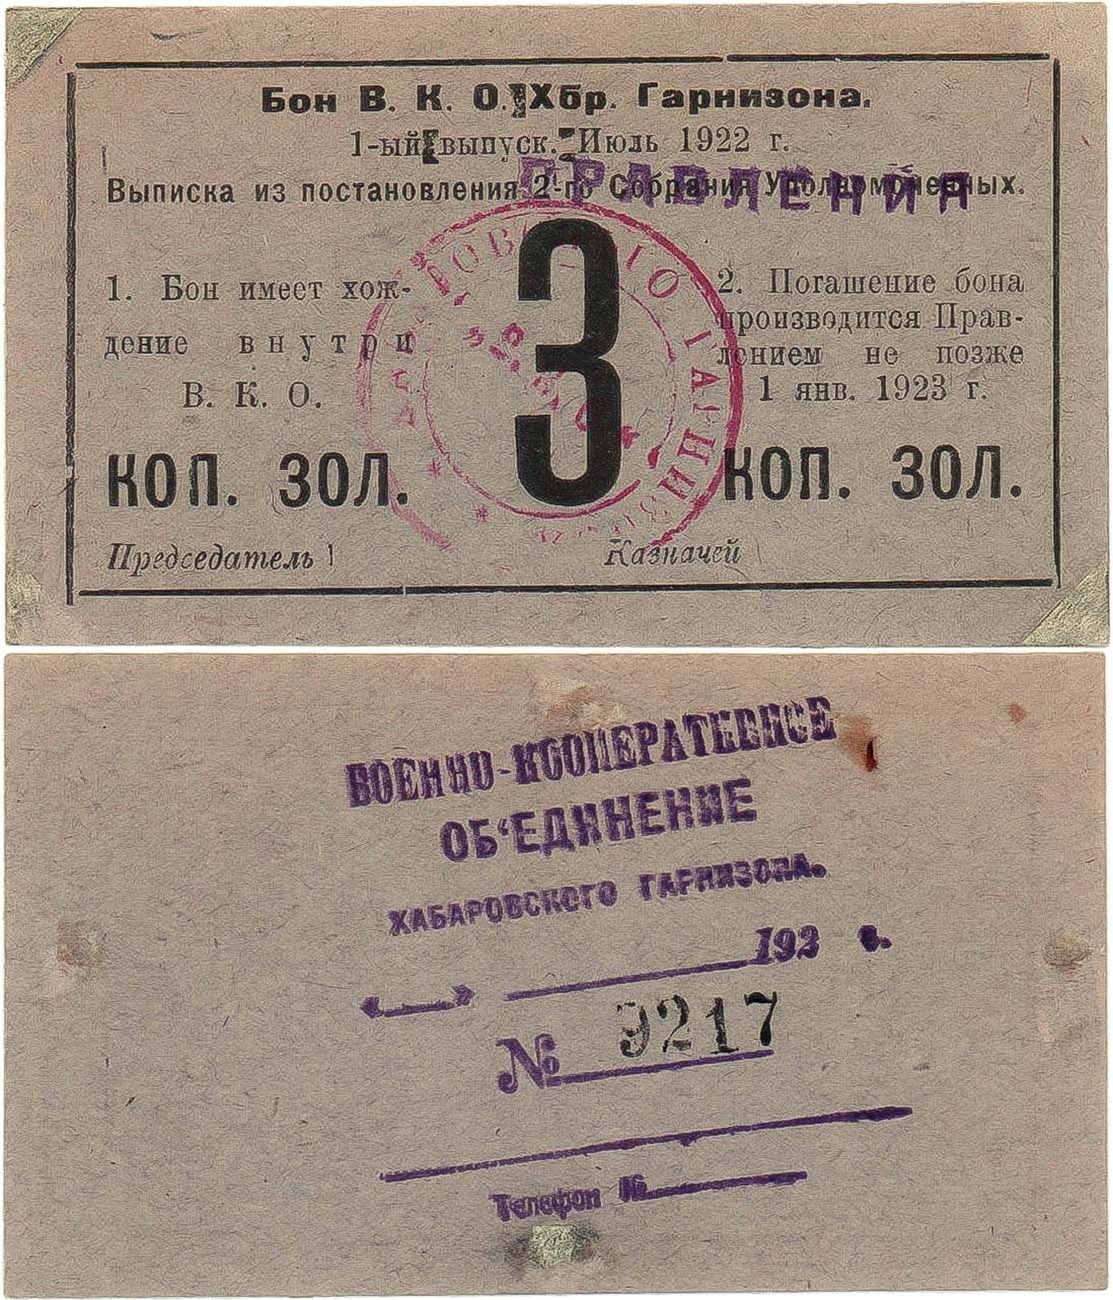 Бон В. К. О. Хбр. Гарнизона.
1-ый выпуск. Июль 1922 г.
Выписка из постановления 2-го Собрания Уполномоченных.
ПРАВЛЕНИЯ
1. Бон имеет хож-
дение внутри
В. К. О.
3
2. Погашение бона
производится Прав-
лением не позже
1 янв. 1923 г.
КОП. ЗОЛ.
КОП. ЗОЛ.
Председатель
Казначей
ВОЕННО-КООПЕРАТЕВНОЕ
ОБ'ЕДИНЕНИЕ
ХАБАРОВСКОГО ГАРНИЗОНА.
« » 192 г.
№ 9217
Телефон №